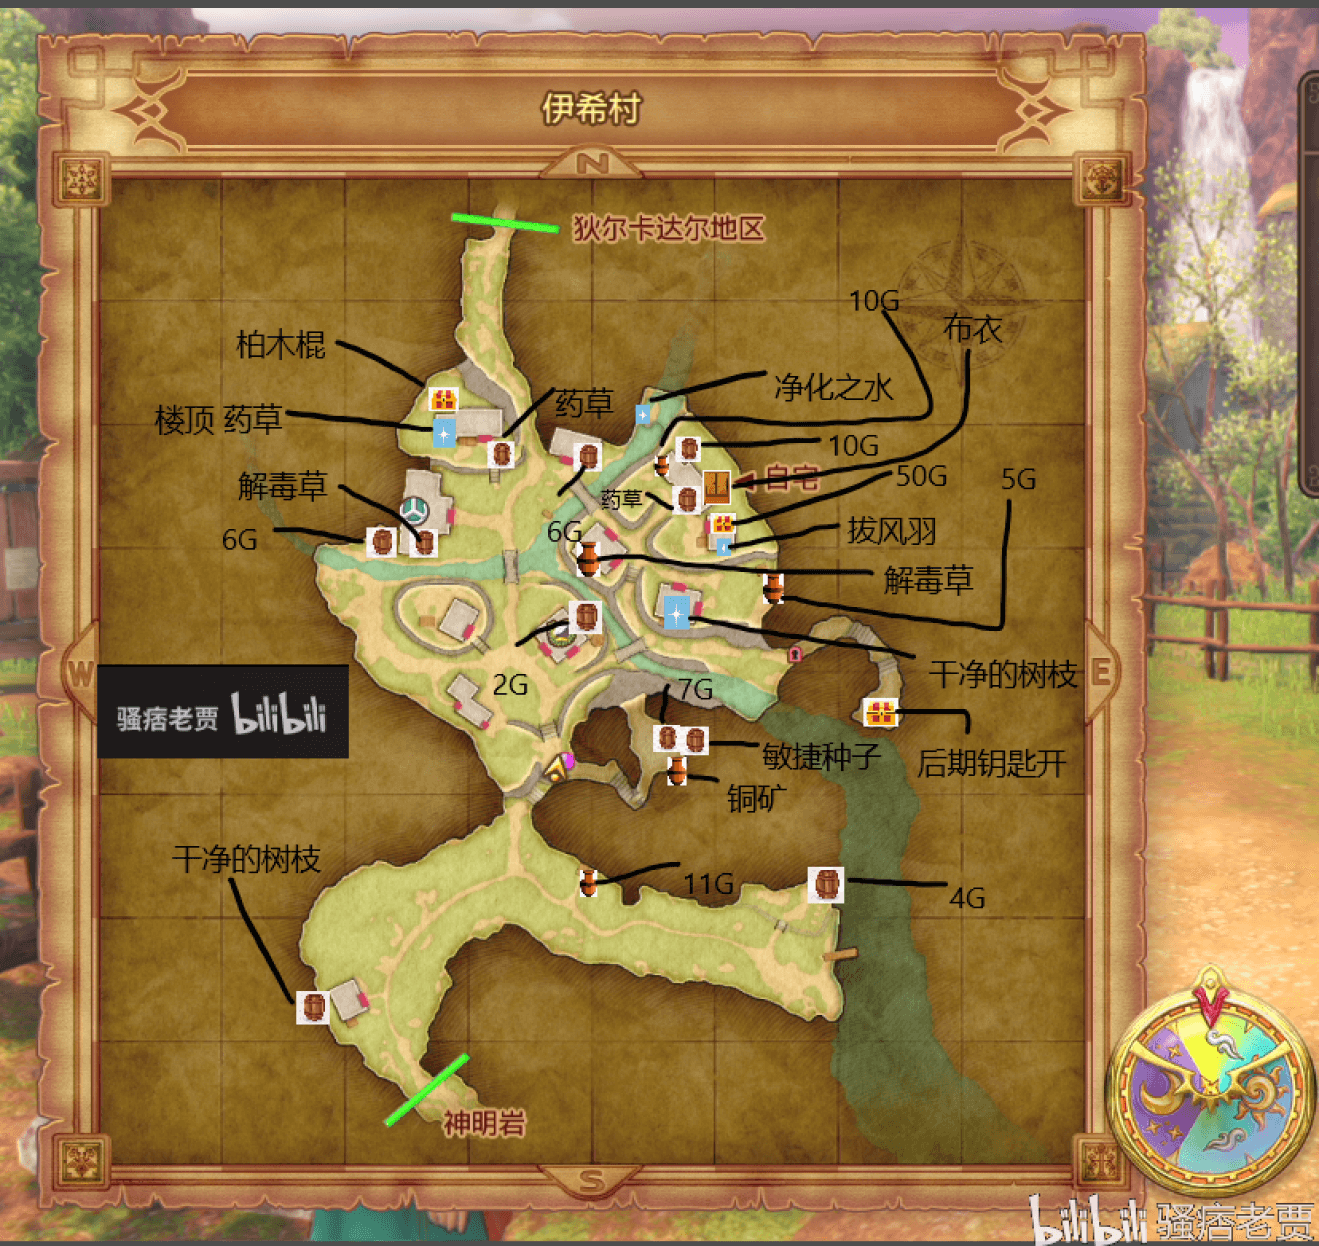 伊希村
N
狄尔卡达尔地区
10G
布衣
柏木棍
净化之水
药草
楼顶 药草
10G
自宅
50G
5G
解毒草
药草
6G
6G
拔风羽
解毒草
W
E
干净的树枝
2G
7G
骚痞老贾 bilibili
敏捷种子
后期钥匙开
铜矿
干净的树枝
11G
4G
神明岩
S
bilibili 骚痞老贾